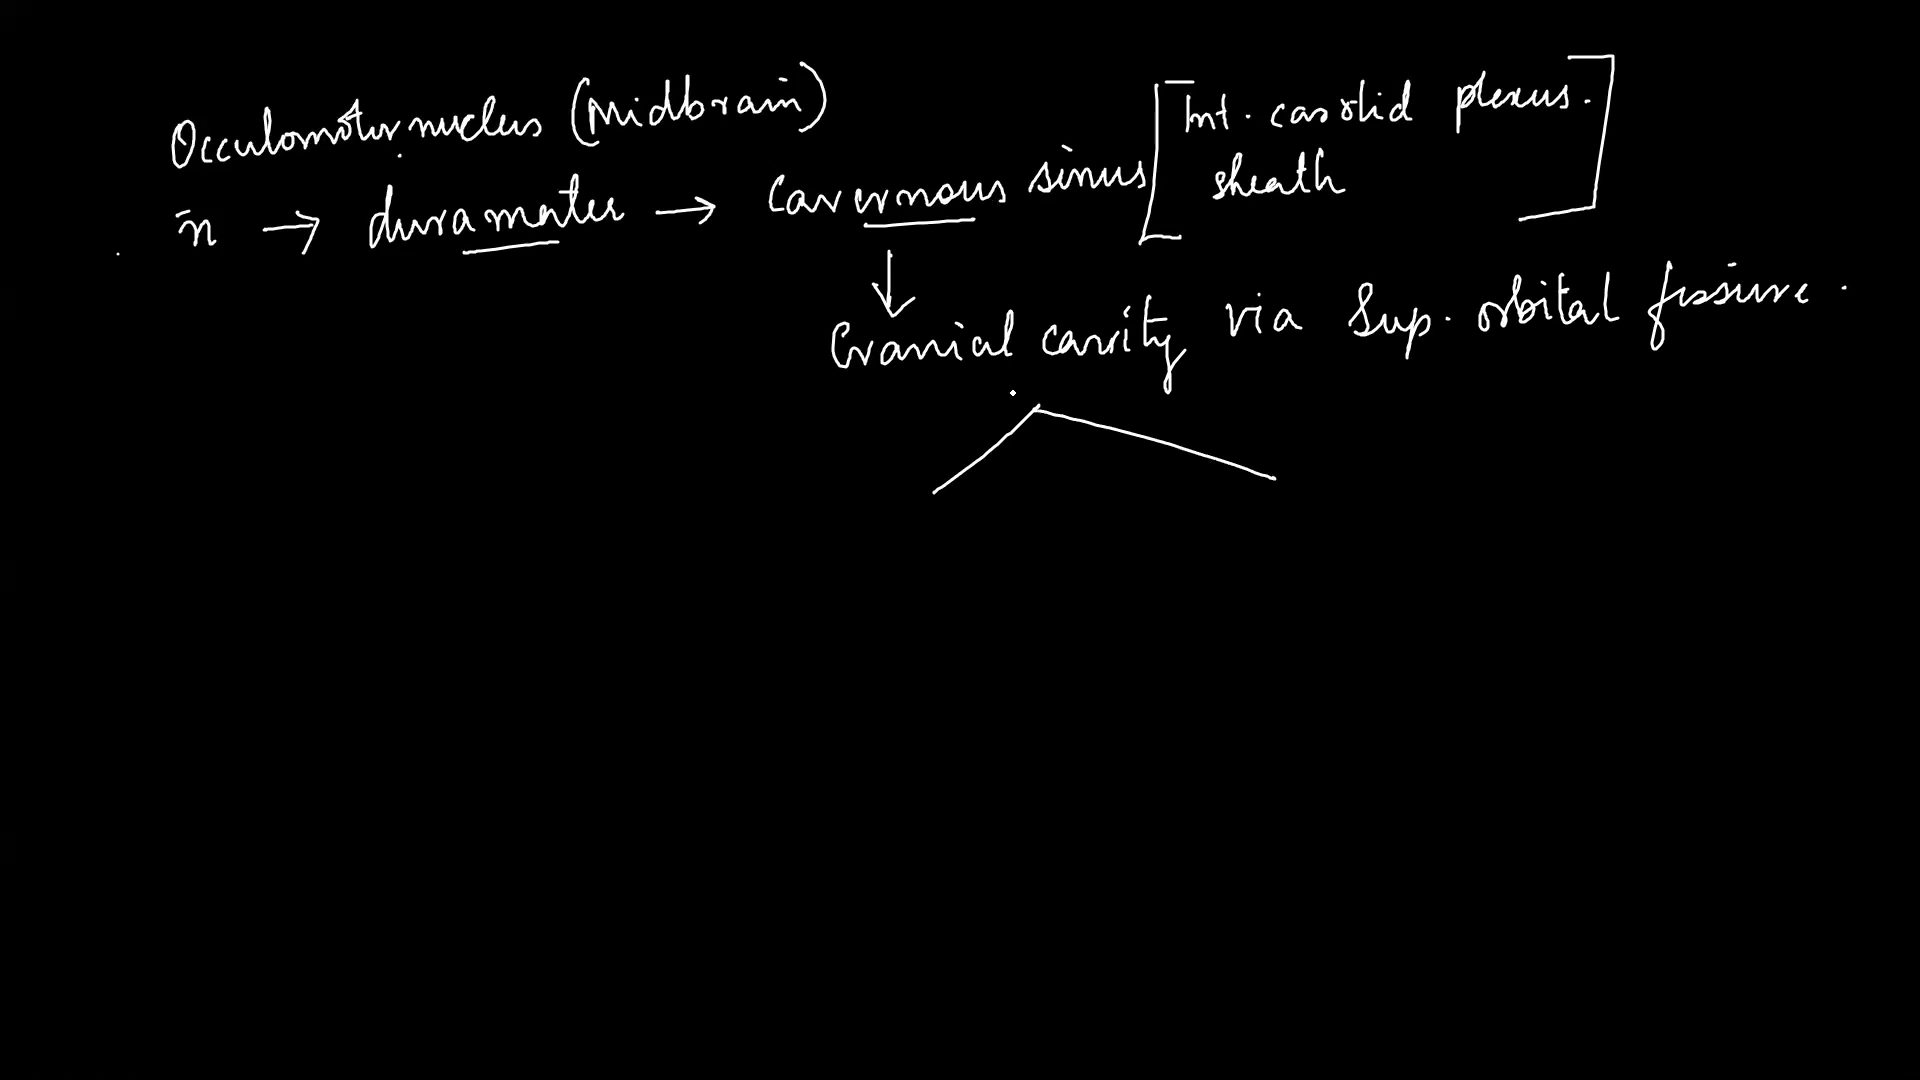 Occulomotor nucleus (Midbrain)
n̄ → duramater → Cavernous sinus [Int. carotid plexus. sheath]
↓
Cranial cavity via Sup. orbital fissure.